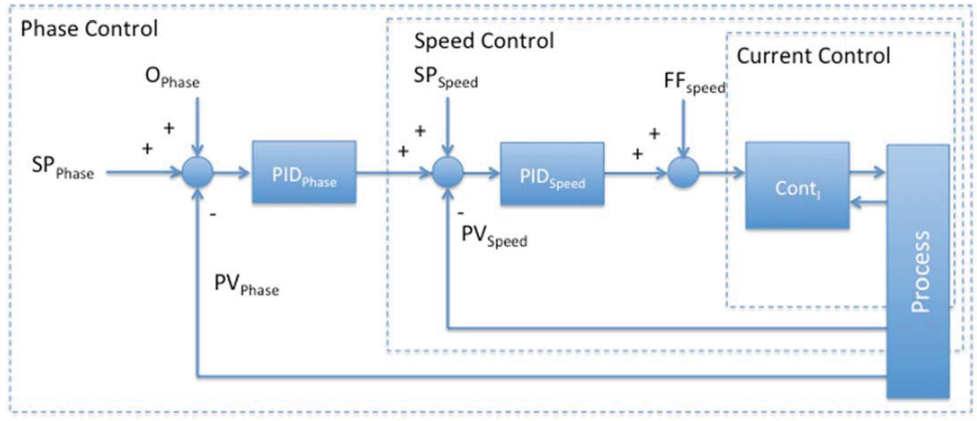 Phase Control
Speed Control
Current Control
OPhase
SPSpeed
FFspeed
+
+
+
+
+
+
SPPhase
PIDPhase
PIDSpeed
ContI
-
-
PVSpeed
PVPhase
Process